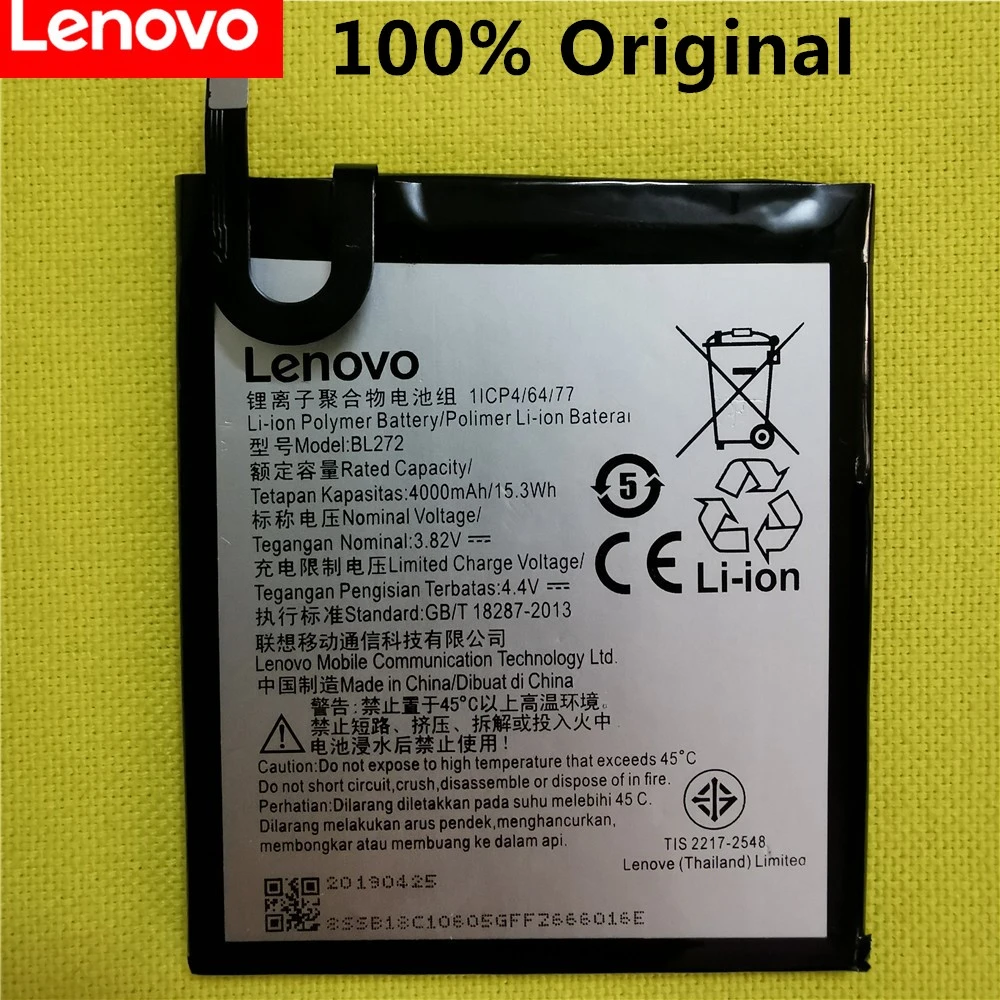 Lenovo
100% Original
Lenovo
锂离子聚合物电池组 1ICP4/64/77
Li-ion Polymer Battery/Polimer Li-ion Baterai
型号Model:BL272
额定容量Rated Capacity/
Tetapan Kapasitas:4000mAh/15.3Wh
标称电压Nominal Voltage/
Tegangan Nominal:3.82V
充电限制电压Limited Charge Voltage/
Tegangan Pengisian Terbatas:4.4V
执行标准Standard:GB/T 18287-2013
联想移动通信科技有限公司
Lenovo Mobile Communication Technology Ltd.
中国制造Made in China/Dibuat di China
警告:禁止置于45°C以上高温环境.
禁止短路、挤压、拆解或投入火中.
电池浸水后禁止使用!
Caution:Do not expose to high temperature that exceeds 45°C
Do not short circuit,crush,disassemble or dispose of in fire.
Perhatian:Dilarang diletakkan pada suhu melebihi 45 C.
Dilarang melakukan arus pendek,menghancurkan,
membongkar atau membuang ke dalam api.
5
CE
Li-ion
TIS 2217-2548
Lenove (Thailand) Limited
20190425
8SSB18C10605GFFZ666016E